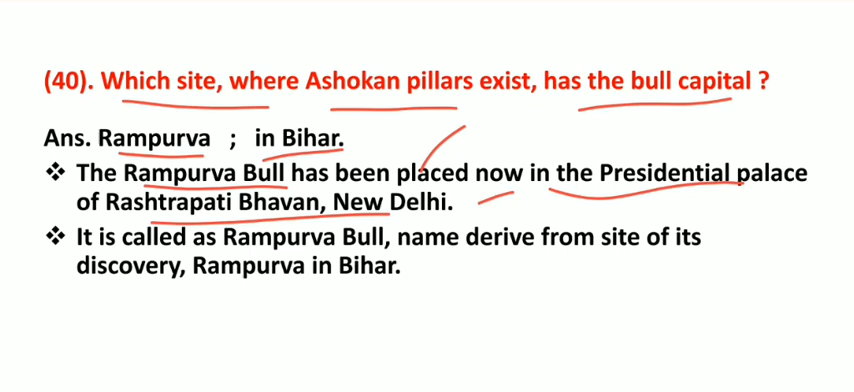 (40). Which site, where Ashokan pillars exist, has the bull capital ?
Ans. Rampurva ; in Bihar.
❖ The Rampurva Bull has been placed now in the Presidential palace
of Rashtrapati Bhavan, New Delhi.
❖ It is called as Rampurva Bull, name derive from site of its
discovery, Rampurva in Bihar.